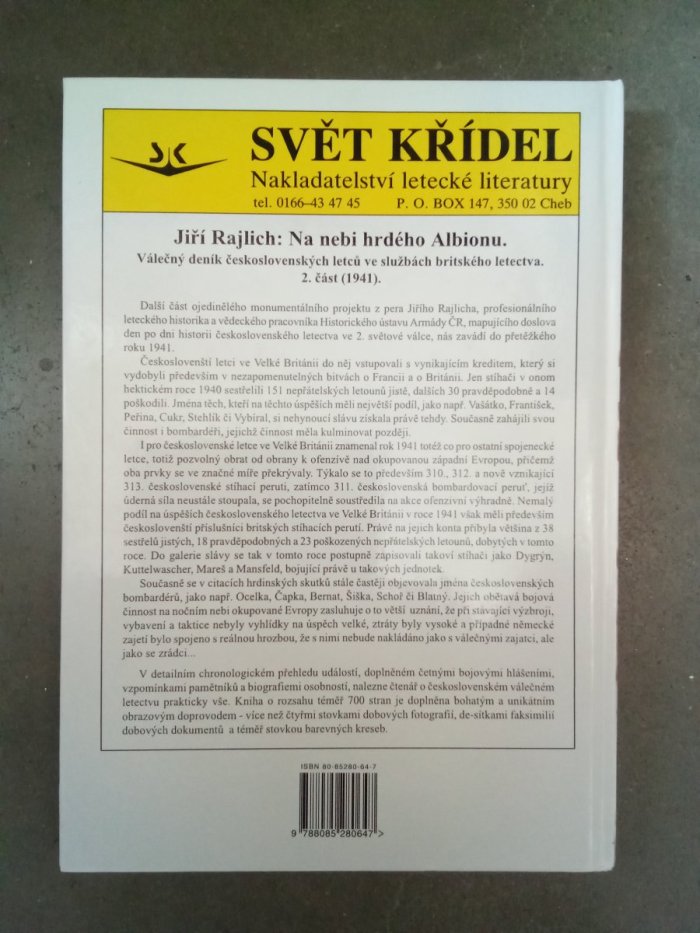 SK
SVĚT KŘÍDEL
Nakladatelství letecké literatury
tel. 0166–43 47 45 P. O. BOX 147, 350 02 Cheb
Jiří Rajlich: Na nebi hrdého Albionu.
Válečný deník československých letců ve službách britského letectva.
2. část (1941).
Další část ojedinělého monumentálního projektu z pera Jiřího Rajlicha, profesionálního
leteckého historika a vědeckého pracovníka Historického ústavu Armády ČR, mapujícího doslova
den po dni historii československého letectva ve 2. světové válce, nás zavádí do přetěžkého
roku 1941.
Českoslovenští letci ve Velké Británii do něj vstupovali s vynikajícím kreditem, který si
vydobyli především v nezapomenutelných bitvách o Francii a o Británii. Jen stíhači v onom
hektickém roce 1940 sestřelili 151 nepřátelských letounů jistě, dalších 30 pravděpodobně a 14
poškodili. Jména těch, kteří na těchto úspěších měli největší podíl, jako např. Vašátko, František,
Peřina, Cukr, Stehlík či Vybíral, si nehynoucí slávu získala právě tehdy. Současně zahájili svou
činnost i bombardéři, jejichž činnost měla kulminovat později.
I pro československé letce ve Velké Británii znamenal rok 1941 totéž co pro ostatní spojenecké
letce, totiž pozvolný obrat od obrany k ofenzívě nad okupovanou západní Evropou, přičemž
oba prvky se ve značné míře překrývaly. Týkalo se to především 310., 312. a nově vznikající
313. československé stíhací peruti, zatímco 311. československá bombardovací peruť, jejíž
úderná síla neustále stoupala, se pochopitelně soustředila na akce ofenzivní výhradně. Nemalý
podíl na úspěších československého letectva ve Velké Británii v roce 1941 však měli především
českoslovenští příslušníci britských stíhacích perutí. Právě na jejich konta přibyla většina z 38
sestřelů jistých, 18 pravděpodobných a 23 poškozených nepřátelských letounů, dobytých v tomto
roce. Do galerie slávy se tak v tomto roce postupně zapisovali takoví stíhači jako Dygrýn,
Kuttelwascher, Mareš a Mansfeld, bojující právě u takových jednotek.
Současně se v citacích hrdinských skutků stále častěji objevovala jména československých
bombardérů, jako např. Ocelka, Čapka, Bernat, Šiška, Schoř či Blatný. Jejich obětavá bojová
činnost na nočním nebi okupované Evropy zasluhuje o to větší uznání, že při stávající výzbroji,
vybavení a taktice nebyly vyhlídky na úspěch velké, ztráty byly vysoké a případné německé
zajetí bylo spojeno s reálnou hrozbou, že s nimi nebude nakládáno jako s válečnými zajatci, ale
jako se zrádci...
V detailním chronologickém přehledu událostí, doplněném četnými bojovými hlášeními,
vzpomínkami pamětníků a biografiemi osobností, nalezne čtenář o československém válečném
letectvu prakticky vše. Kniha o rozsahu téměř 700 stran je doplněna bohatým a unikátním
obrazovým doprovodem - více než čtyřmi stovkami dobových fotografií, de-sítkami faksimilií
dobových dokumentů a téměř stovkou barevných kreseb.
ISBN 80-85280-64-7
9 788085 280647 >